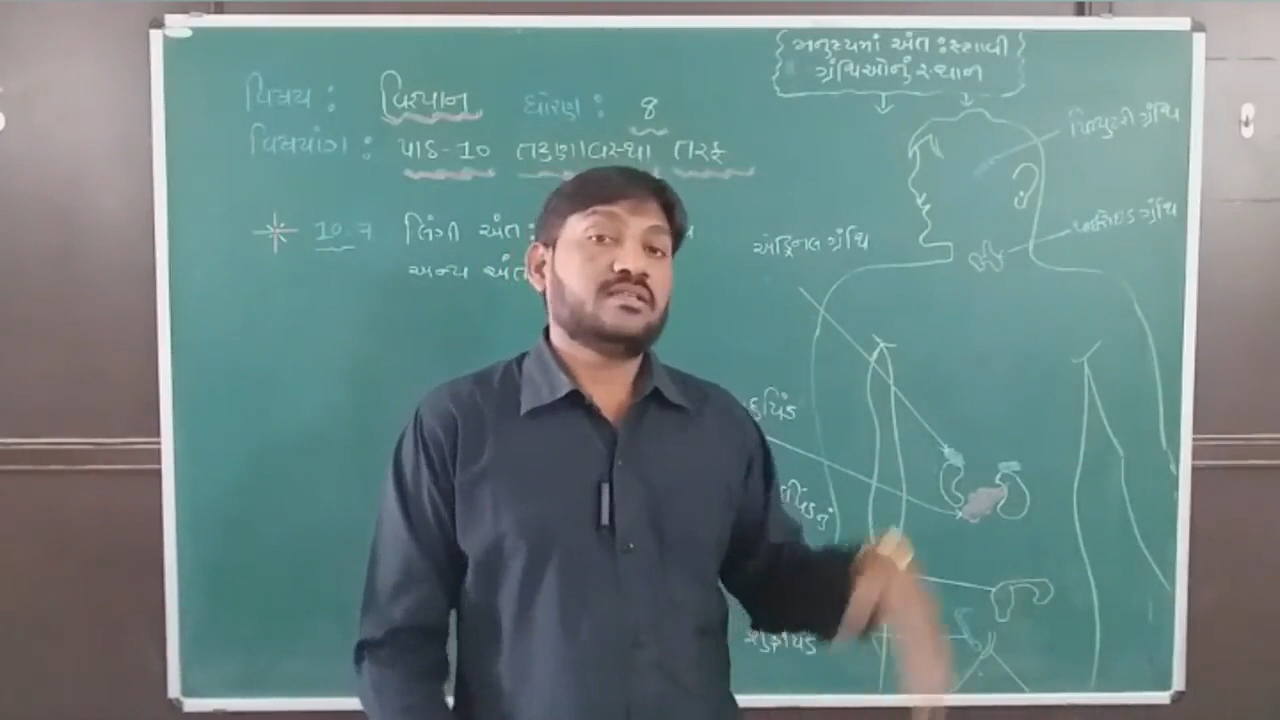 વિષય : વિજ્ઞાન ધોરણ : 8
વિષયાંગ : પાઠ-10 તરુણાવસ્થા તરફ
10.7 લિંગી અંત:
અન્ય અંત
મનુષ્યમાં અંત:સ્ત્રાવી
ગ્રંથિઓનું સ્થાન
પિટ્યુટરી ગ્રંથિ
થાઇરોઇડ ગ્રંથિ
એડ્રિનલ ગ્રંથિ
શુક્રપિંડ